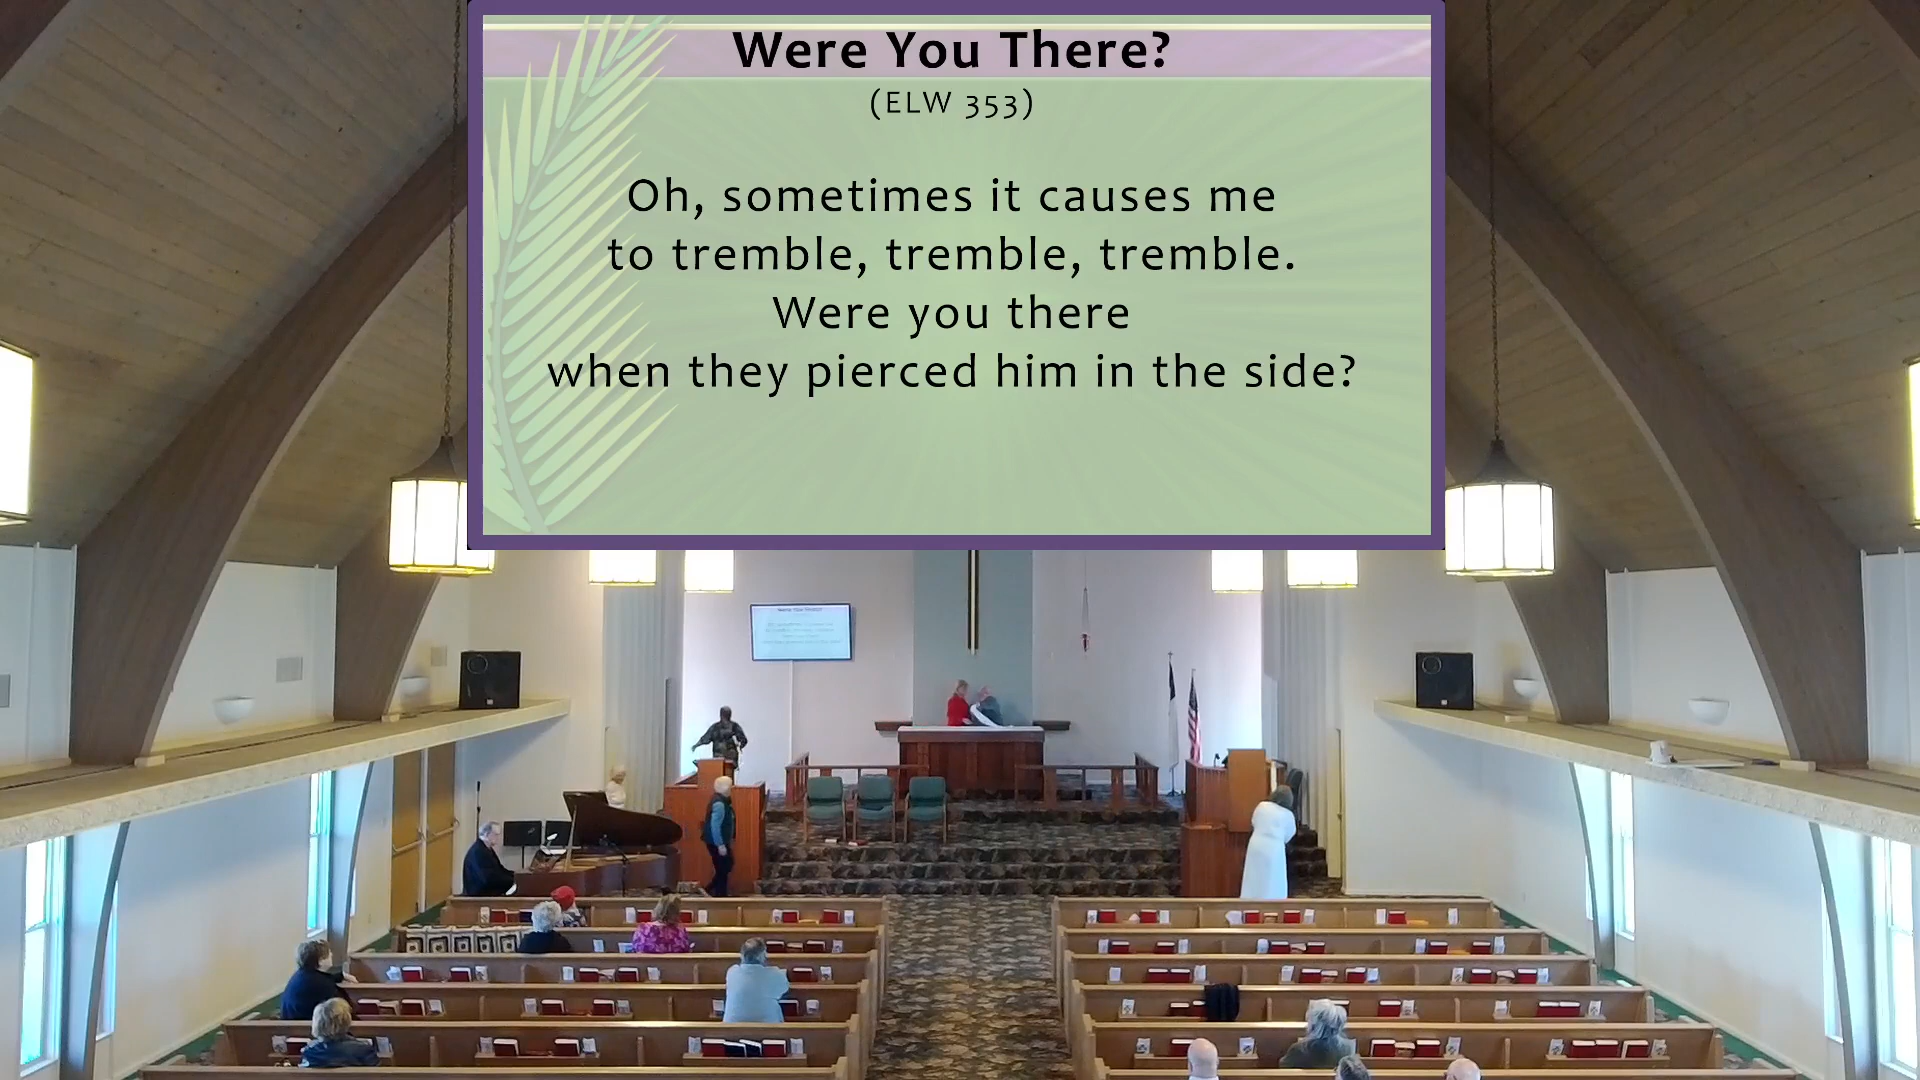 Were You There?
(ELW 353)
Oh, sometimes it causes me
to tremble, tremble, tremble.
Were you there
when they pierced him in the side?